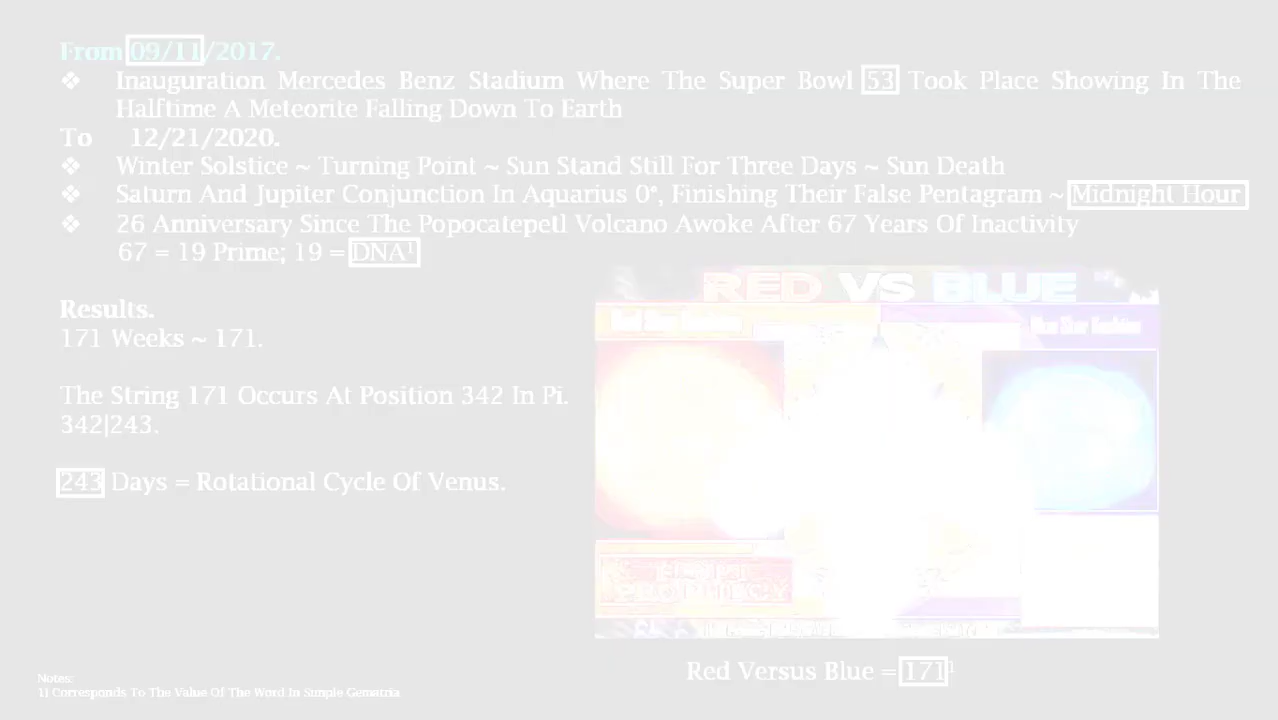 From 09/11/2017.
❖ Inauguration Mercedes Benz Stadium Where The Super Bowl 53 Took Place Showing In The
Halftime A Meteorite Falling Down To Earth
To 12/21/2020.
❖ Winter Solstice ~ Turning Point ~ Sun Stand Still For Three Days ~ Sun Death
❖ Saturn And Jupiter Conjunction In Aquarius 0°, Finishing Their False Pentagram ~ Midnight Hour
❖ 26 Anniversary Since The Popocatepetl Volcano Awoke After 67 Years Of Inactivity
67 = 19 Prime; 19 = DNA¹
Results.
171 Weeks ~ 171.
The String 171 Occurs At Position 342 In Pi.
342|243.
243 Days = Rotational Cycle Of Venus.
RED VS BLUE
Blue Star Kachina
PROPHECY
Red Versus Blue = 171¹
Notes:
1| Corresponds To The Value Of The Word In Simple Gematria